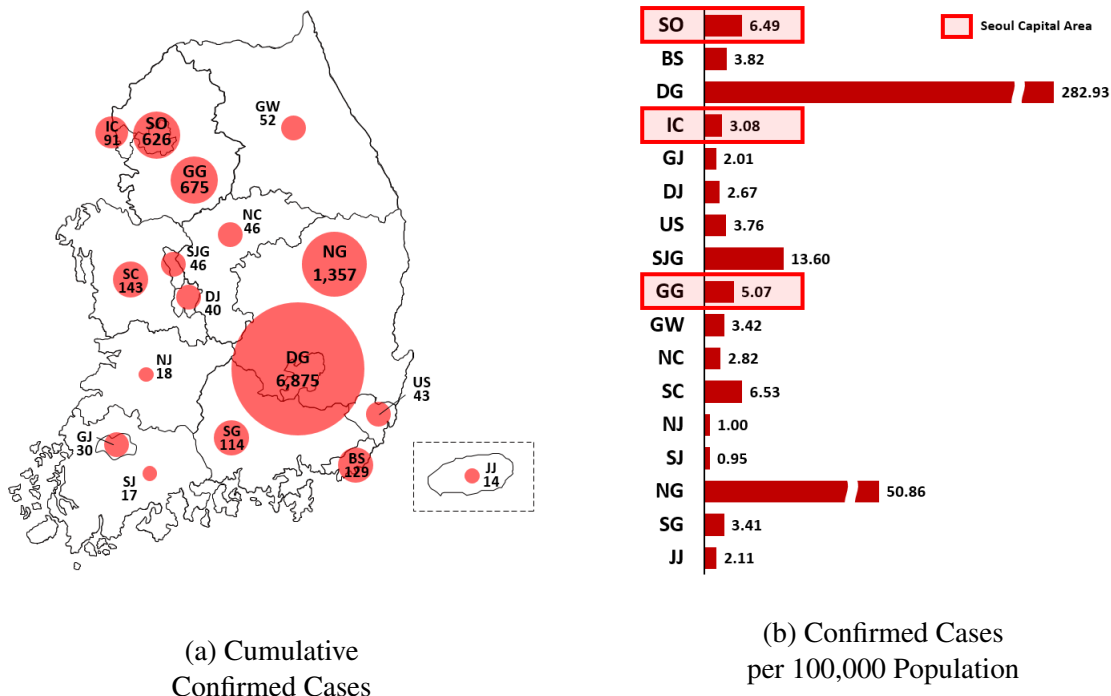 GW
52
IC
91
SO
626
GG
675
NC
46
SJG
46
NG
1,357
SC
143
DJ
40
DG
6,875
NJ
18
US
43
GJ
30
SG
114
BS
129
SJ
17
JJ
14
(a) Cumulative
Confirmed Cases
SO 6.49
Seoul Capital Area
BS 3.82
DG 282.93
IC 3.08
GJ 2.01
DJ 2.67
US 3.76
SJG 13.60
GG 5.07
GW 3.42
NC 2.82
SC 6.53
NJ 1.00
SJ 0.95
NG 50.86
SG 3.41
JJ 2.11
(b) Confirmed Cases
per 100,000 Population